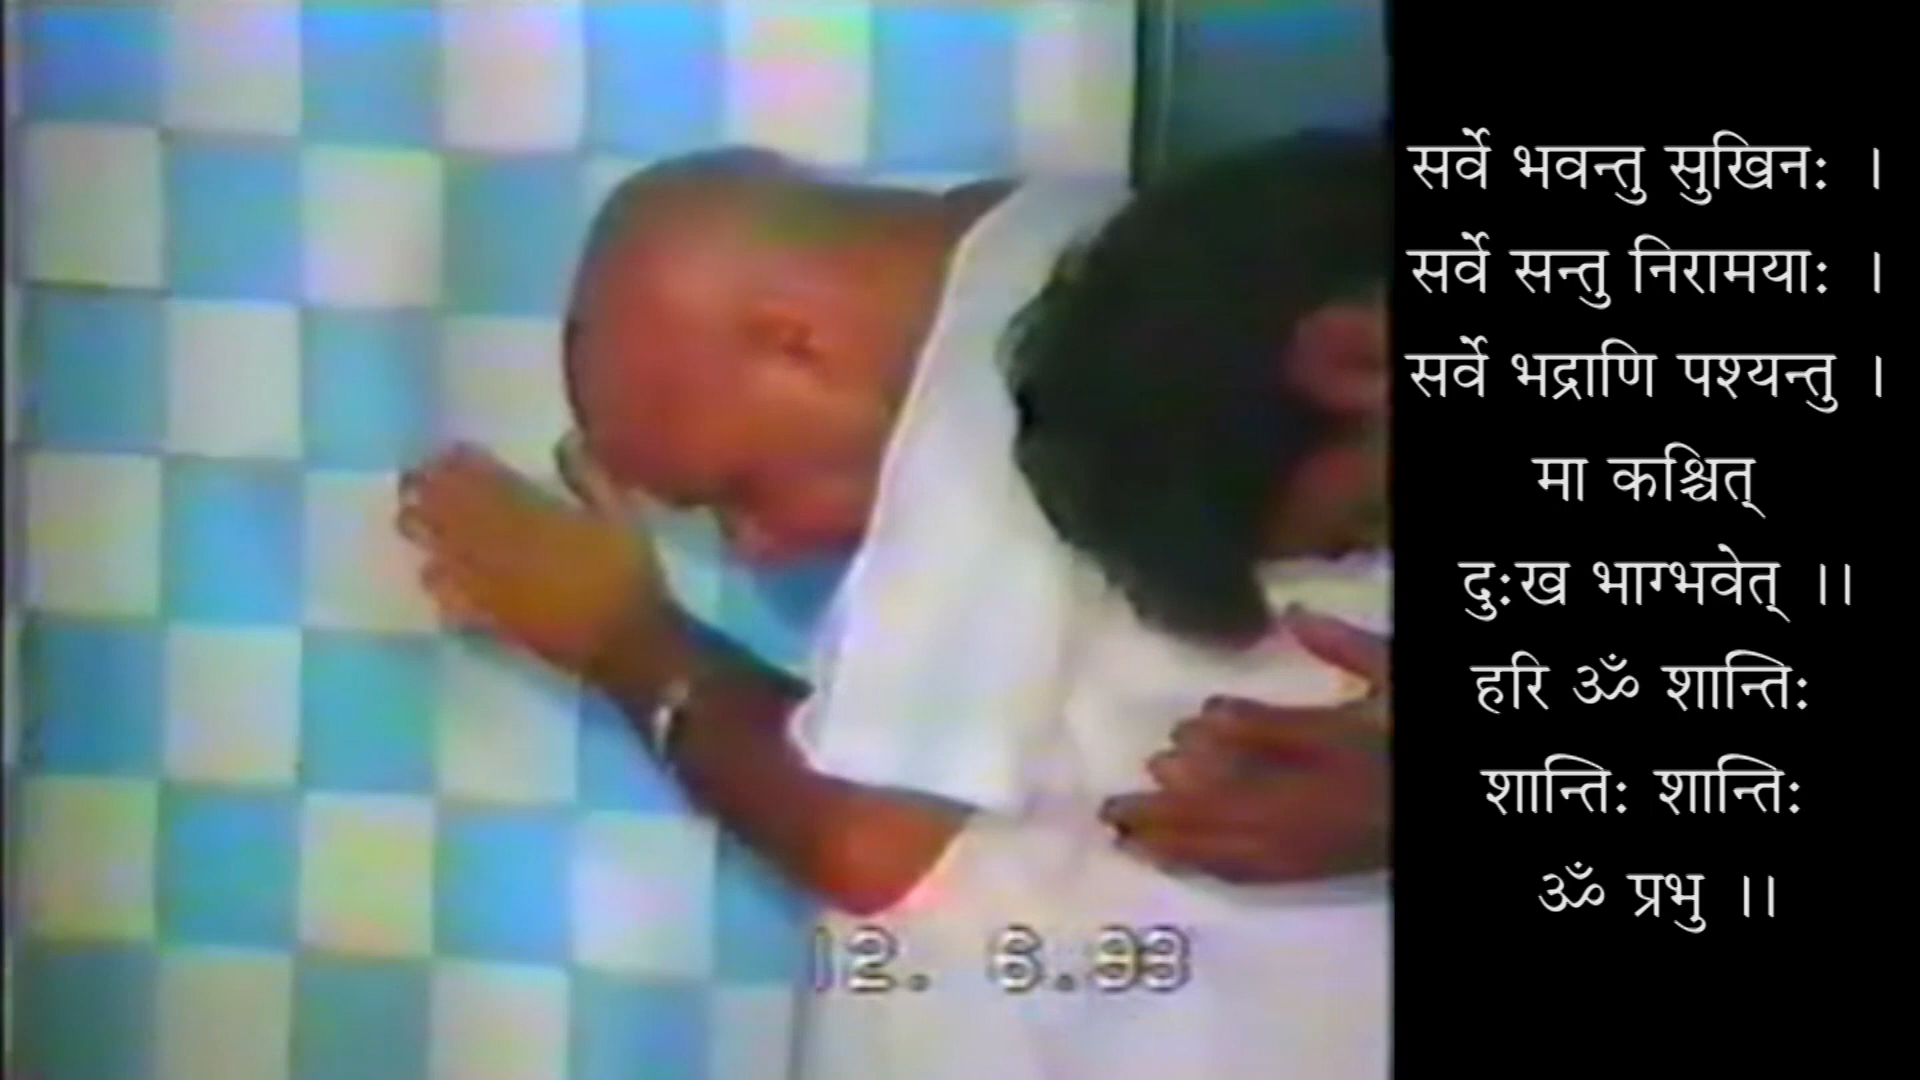 सर्वे भवन्तु सुखिनः ।
सर्वे सन्तु निरामयाः ।
सर्वे भद्राणि पश्यन्तु ।
मा कश्चित्
दुःख भाग्भवेत् ।।
हरि ॐ शान्तिः
शान्तिः शान्तिः
ॐ प्रभु ।।
12. 6.93